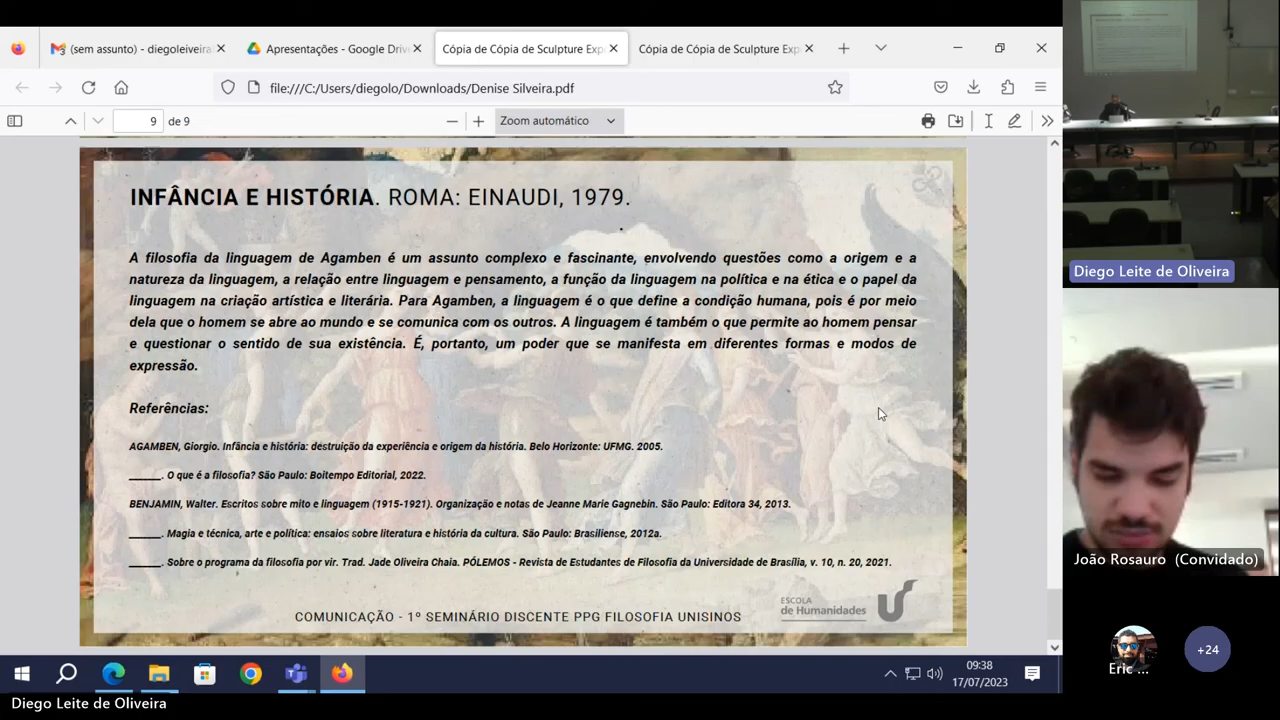 (sem assunto) - diegoleiveira
Apresentações - Google Driv
Cópia de Cópia de Sculpture Exp
Cópia de Cópia de Sculpture Exp
file:///C:/Users/diegolo/Downloads/Denise Silveira.pdf
9 de 9
Zoom automático
INFÂNCIA E HISTÓRIA. ROMA: EINAUDI, 1979.
A filosofia da linguagem de Agamben é um assunto complexo e fascinante, envolvendo questões como a origem e a
natureza da linguagem, a relação entre linguagem e pensamento, a função da linguagem na política e na ética e o papel da
linguagem na criação artística e literária. Para Agamben, a linguagem é o que define a condição humana, pois é por meio
dela que o homem se abre ao mundo e se comunica com os outros. A linguagem é também o que permite ao homem pensar
e questionar o sentido de sua existência. É, portanto, um poder que se manifesta em diferentes formas e modos de
expressão.
Referências:
AGAMBEN, Giorgio. Infância e história: destruição da experiência e origem da história. Belo Horizonte: UFMG. 2005.
______. O que é a filosofia? São Paulo: Boitempo Editorial, 2022.
BENJAMIN, Walter. Escritos sobre mito e linguagem (1915-1921). Organização e notas de Jeanne Marie Gagnebin. São Paulo: Editora 34, 2013.
______. Magia e técnica, arte e política: ensaios sobre literatura e história da cultura. São Paulo: Brasiliense, 2012a.
______. Sobre o programa da filosofia por vir. Trad. Jade Oliveira Chaia. PÓLEMOS - Revista de Estudantes de Filosofia da Universidade de Brasília, v. 10, n. 20, 2021.
COMUNICAÇÃO - 1º SEMINÁRIO DISCENTE PPG FILOSOFIA UNISINOS
ESCOLA
de Humanidades
09:38
17/07/2023
Diego Leite de Oliveira
Diego Leite de Oliveira
João Rosauro (Convidado)
Eric ...
+24